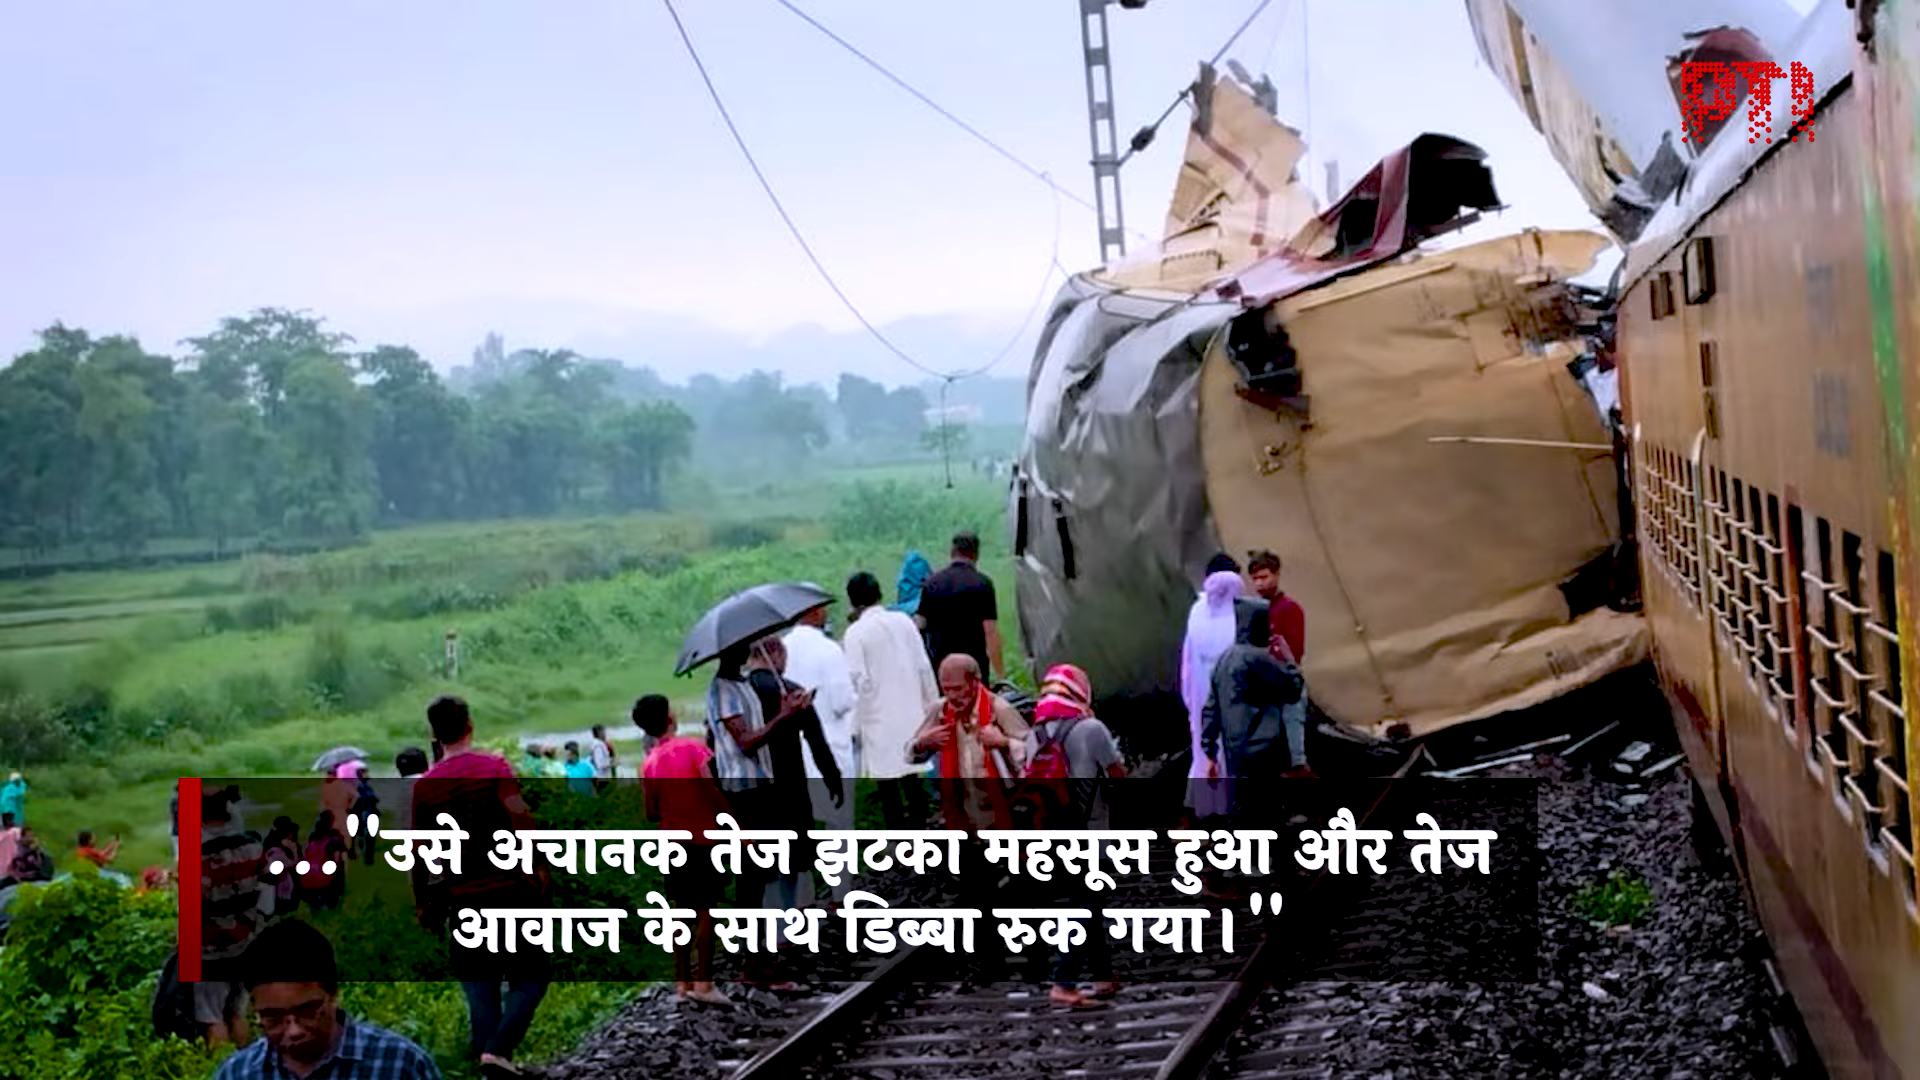 PTI
..."उसे अचानक तेज झटका महसूस हुआ और तेज
आवाज के साथ डिब्बा रुक गया।"